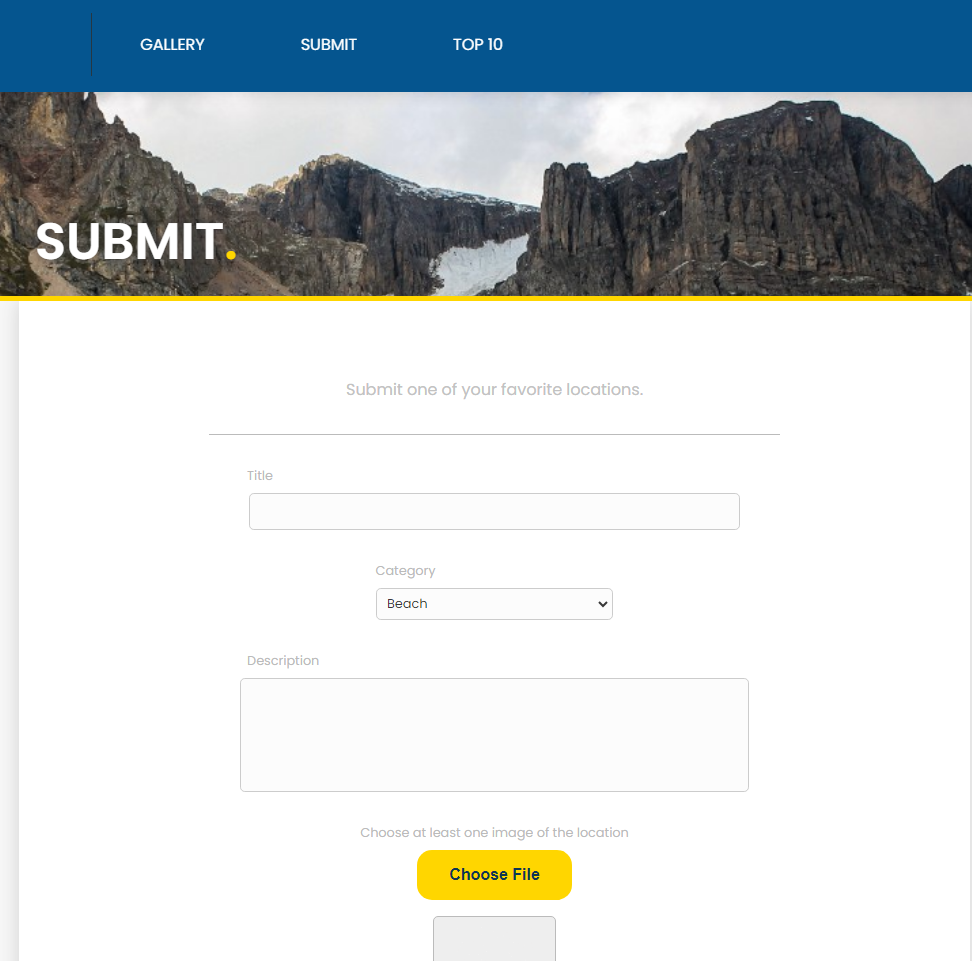 GALLERY SUBMIT TOP 10
SUBMIT.
Submit one of your favorite locations.
Title
Category
Beach
Description
Choose at least one image of the location
Choose File